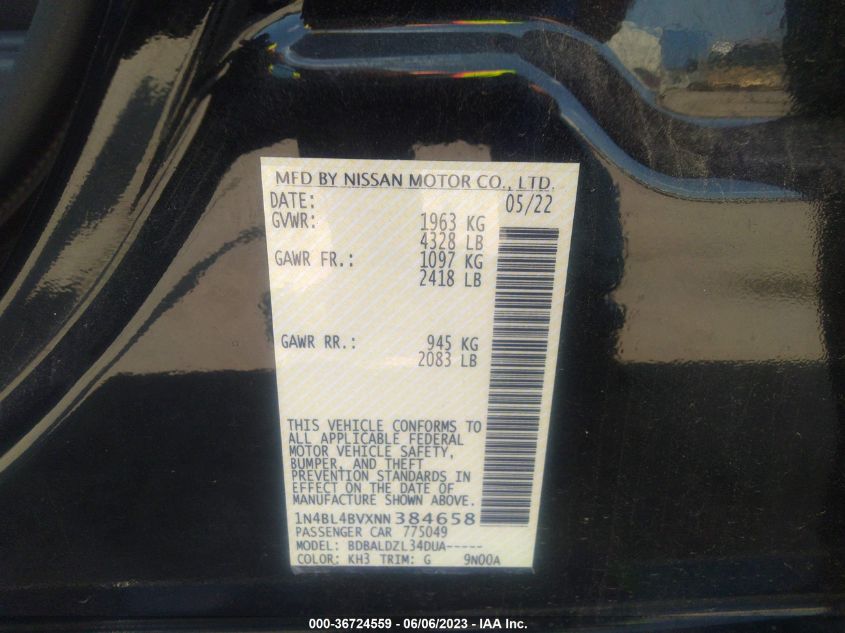 MFD BY NISSAN MOTOR CO., LTD.
DATE: 05/22
GVWR: 1963 KG
4328 LB
GAWR FR.: 1097 KG
2418 LB
GAWR RR.: 945 KG
2083 LB
THIS VEHICLE CONFORMS TO
ALL APPLICABLE FEDERAL
MOTOR VEHICLE SAFETY,
BUMPER, AND THEFT
PREVENTION STANDARDS IN
EFFECT ON THE DATE OF
MANUFACTURE SHOWN ABOVE.
1N4BL4BVXNN384658
PASSENGER CAR 775049
MODEL: BDBALDZL34DUA-----
COLOR: KH3 TRIM: G 9N00A
000-36724559 - 06/06/2023 - IAA Inc.